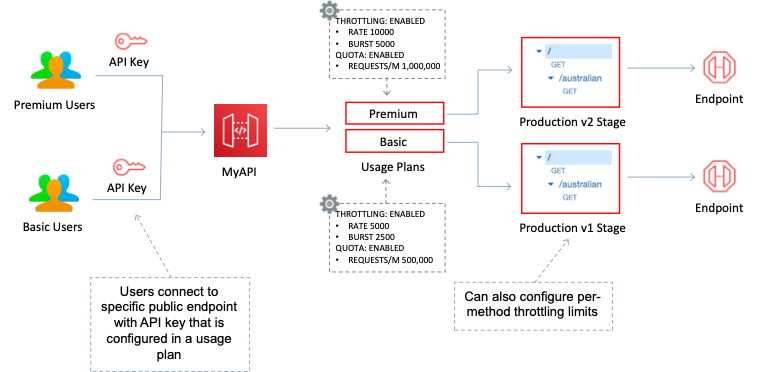 THROTTLING: ENABLED
• RATE 10000
• BURST 5000
QUOTA: ENABLED
• REQUESTS/M 1,000,000
API Key
Premium Users
/
GET
/australian
GET
Endpoint
Production v2 Stage
Premium
Basic
Usage Plans
MyAPI
API Key
Basic Users
/
GET
/australian
GET
Endpoint
Production v1 Stage
THROTTLING: ENABLED
• RATE 5000
• BURST 2500
QUOTA: ENABLED
• REQUESTS/M 500,000
Users connect to
specific public endpoint
with API key that is
configured in a usage
plan
Can also configure per-
method throttling limits